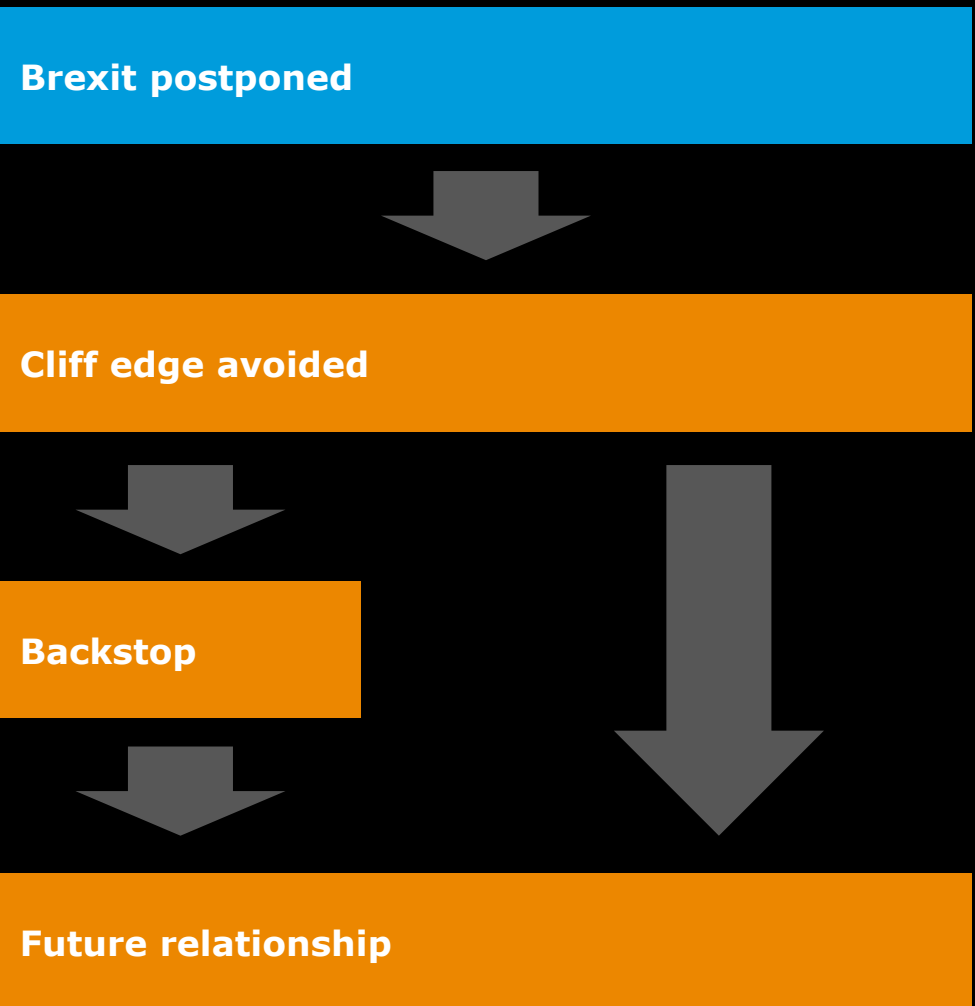 Brexit postponed
Cliff edge avoided
Backstop
Future relationship